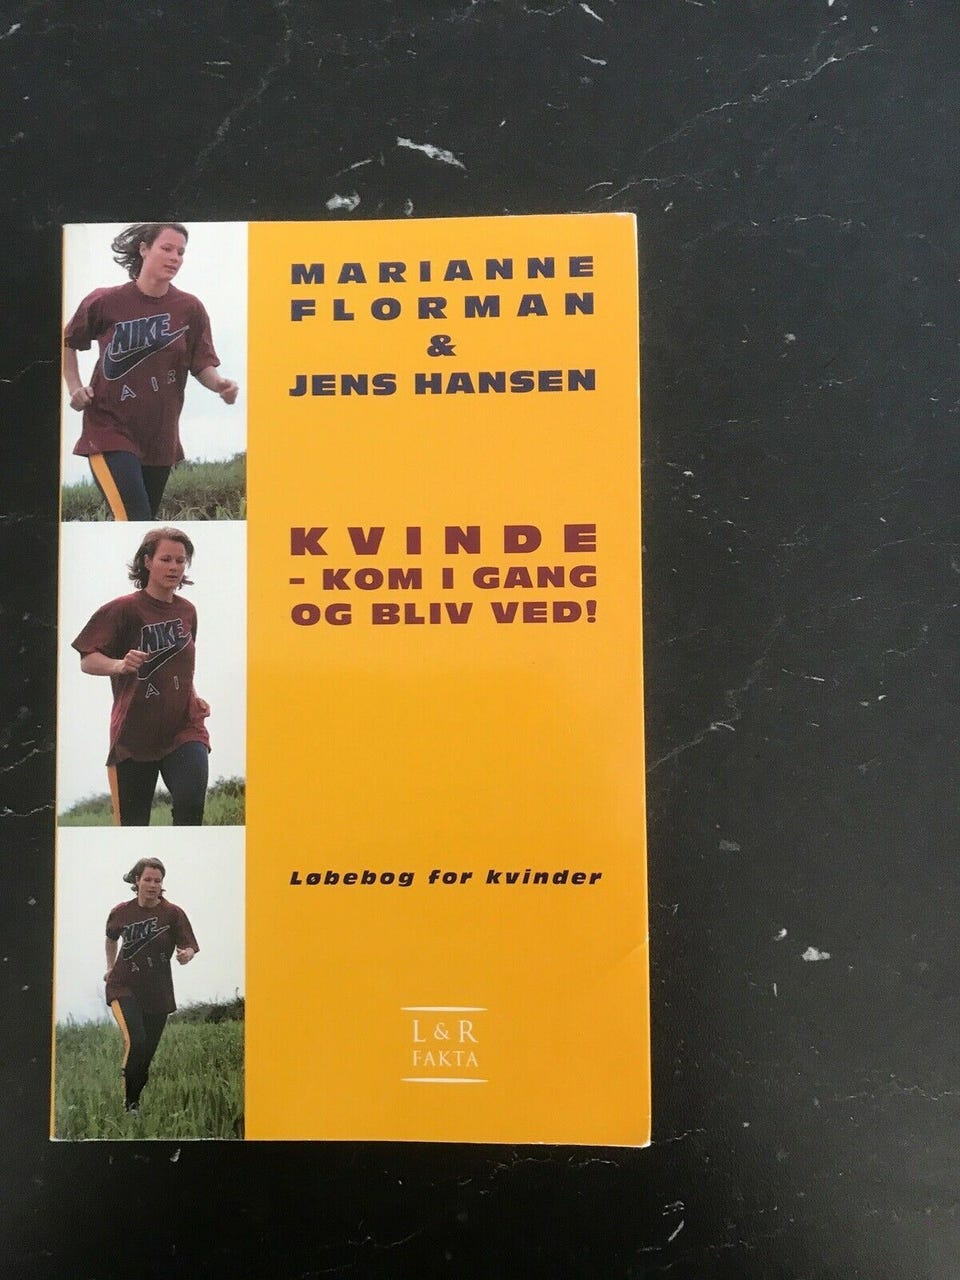 MARIANNE
FLORMAN
&
JENS HANSEN
KVINDE
- KOM I GANG
OG BLIV VED!
Løbebog for kvinder
L & R
FAKTA
NIKE
AIR
NIKE
AI
NIKE
AIR